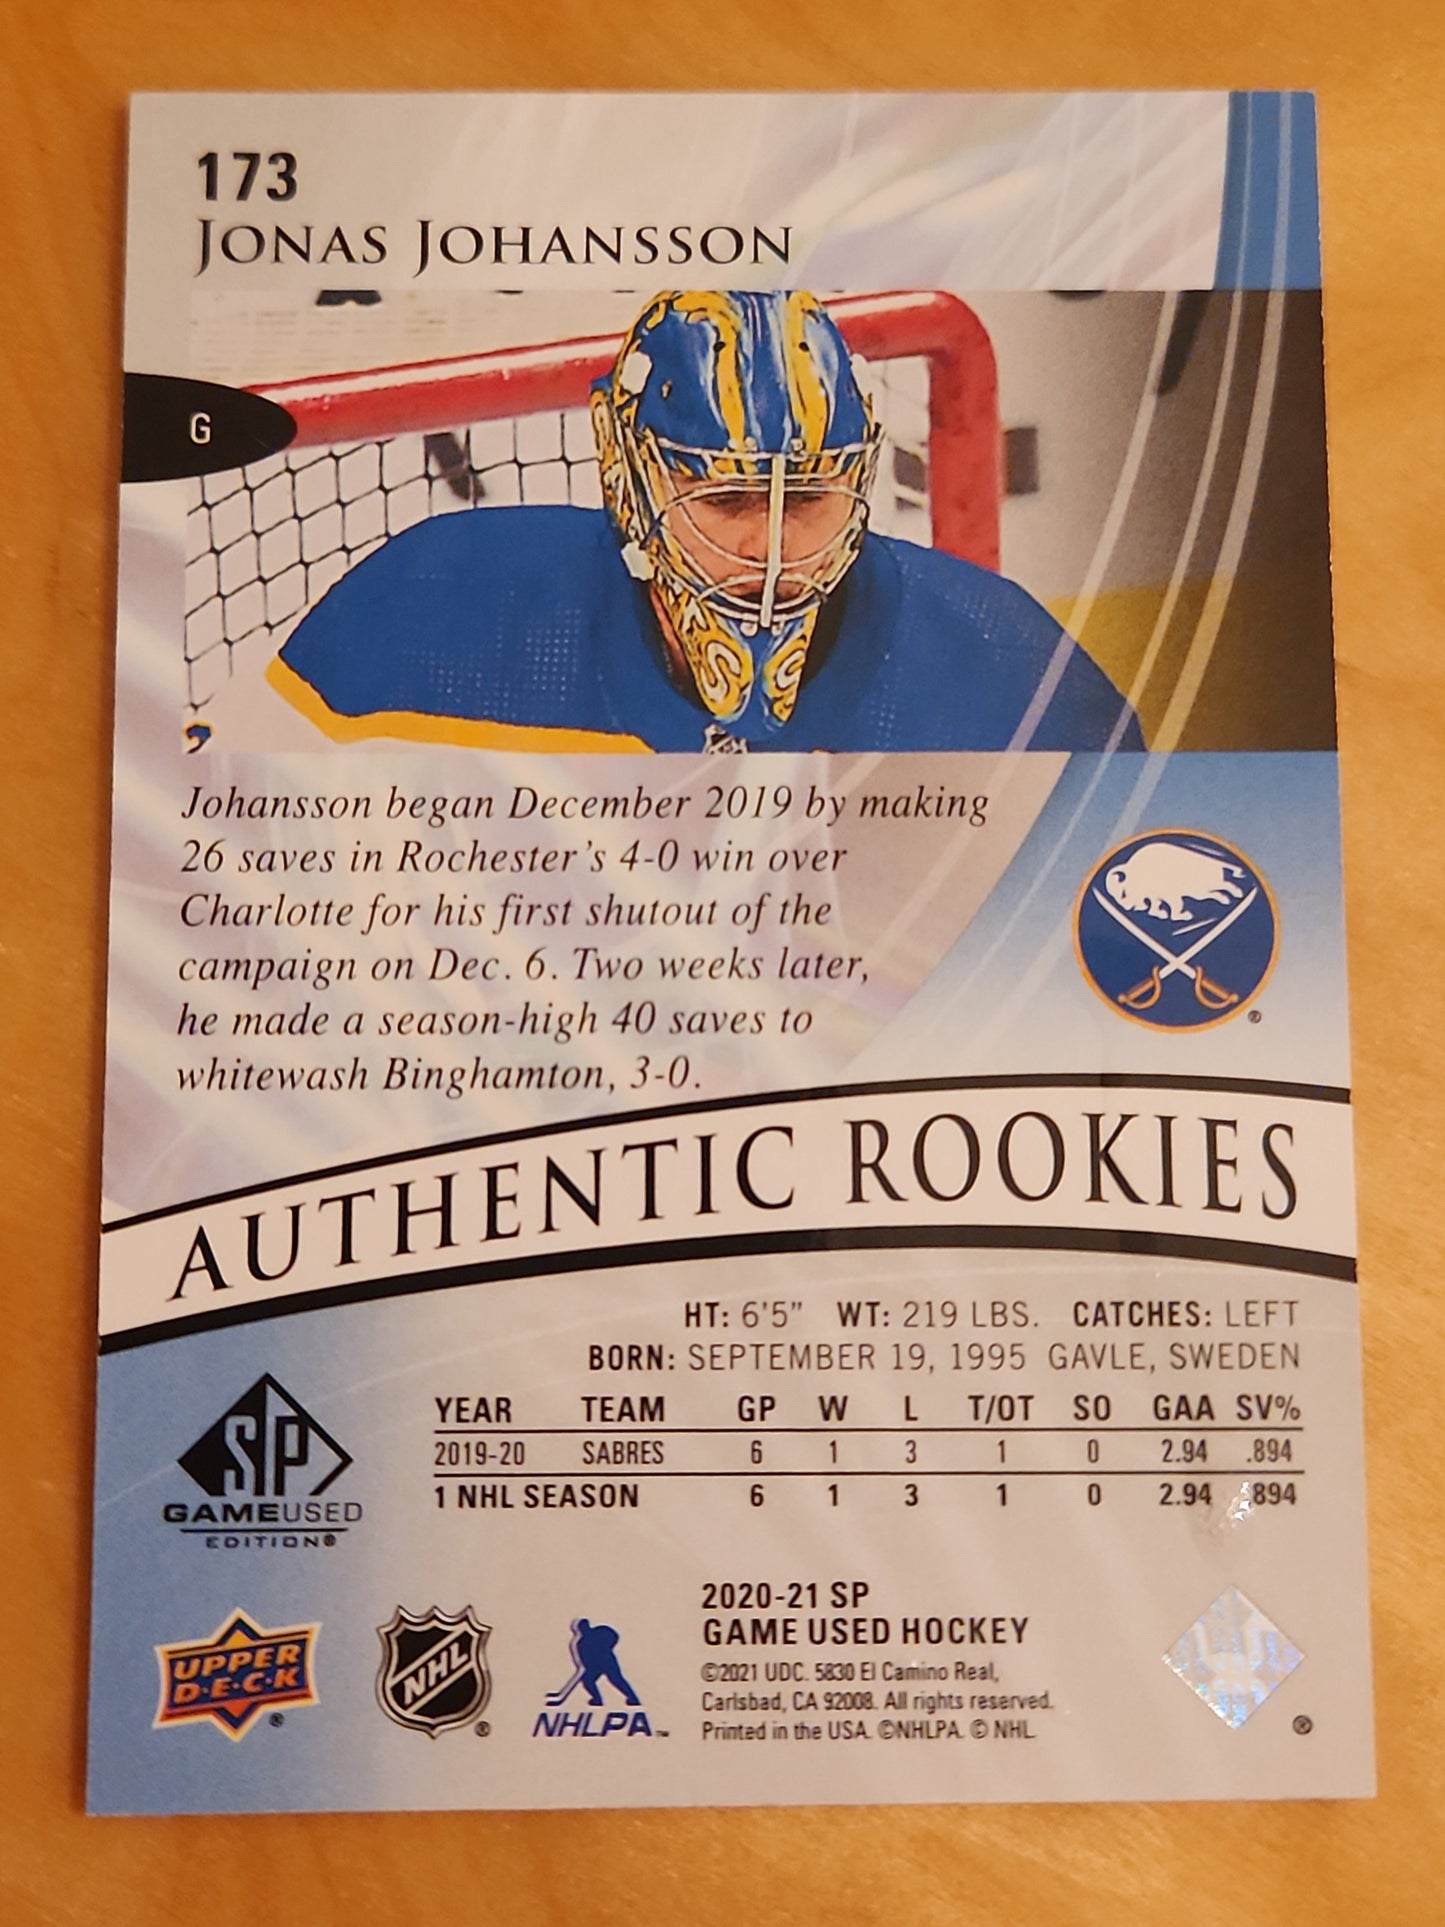 173
JONAS JOHANSSON
G
Johansson began December 2019 by making
26 saves in Rochester's 4-0 win over
Charlotte for his first shutout of the
campaign on Dec. 6. Two weeks later,
he made a season-high 40 saves to
whitewash Binghamton, 3-0.
®
AUTHENTIC ROOKIES
HT: 6'5" WT: 219 LBS. CATCHES: LEFT
BORN: SEPTEMBER 19, 1995 GAVLE, SWEDEN
YEAR TEAM GP W L T/OT SO GAA SV%
2019-20 SABRES 6 1 3 1 0 2.94 .894
1 NHL SEASON 6 1 3 1 0 2.94 .894
SP
GAMEUSED
EDITION®
UPPER
D·E·C·K
®
NHL
®
NHLPA™
2020-21 SP
GAME USED HOCKEY
©2021 UDC. 5830 El Camino Real,
Carlsbad, CA 92008. All rights reserved.
Printed in the USA. ©NHLPA. © NHL
®